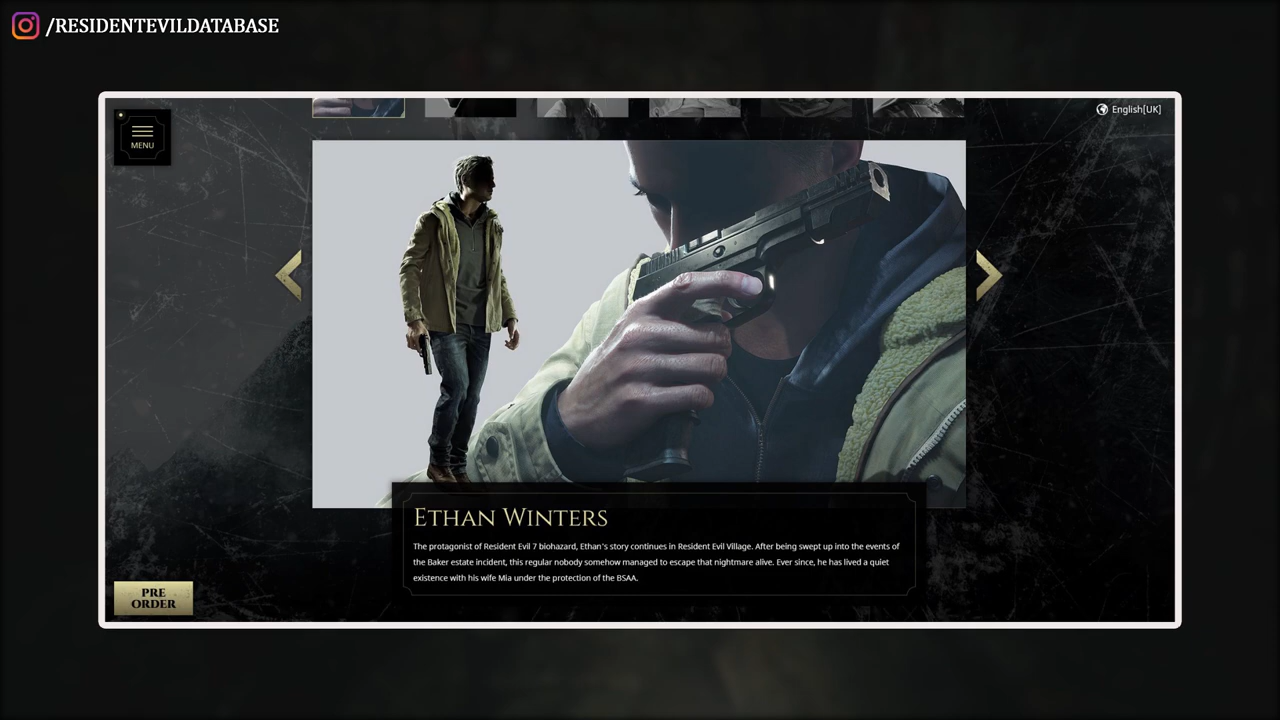 /RESIDENTEVILDATABASE
English[UK]
MENU
ETHAN WINTERS
The protagonist of Resident Evil 7 biohazard, Ethan's story continues in Resident Evil Village. After being swept up into the events of
the Baker estate incident, this regular nobody somehow managed to escape that nightmare alive. Ever since, he has lived a quiet
existence with his wife Mia under the protection of the BSAA.
PRE
ORDER